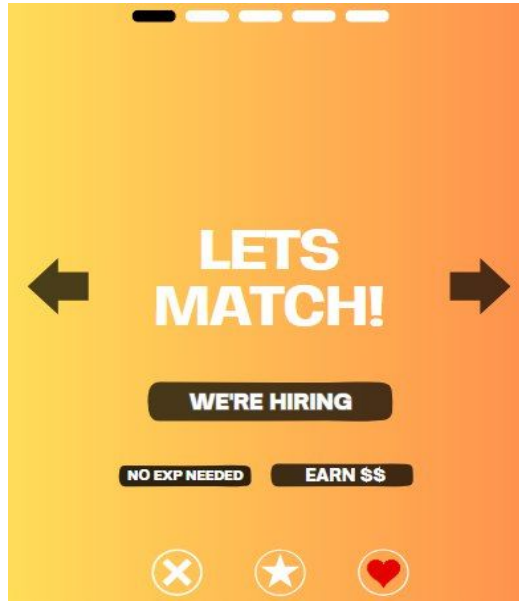 LETS
MATCH!
WE'RE HIRING
NO EXP NEEDED
EARN $$